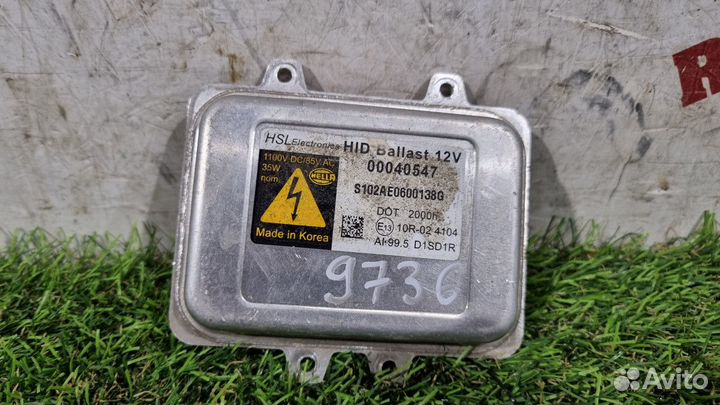 HSL Electronics HID Ballast 12V
00040547
1100V DC/85V AC
35W
nom.
HELLA
S102AE0600138G
DOT 2000h
E13 10R-02 4104
AI-99.5 D1SD1R
Made in Korea
9736
R
Avito